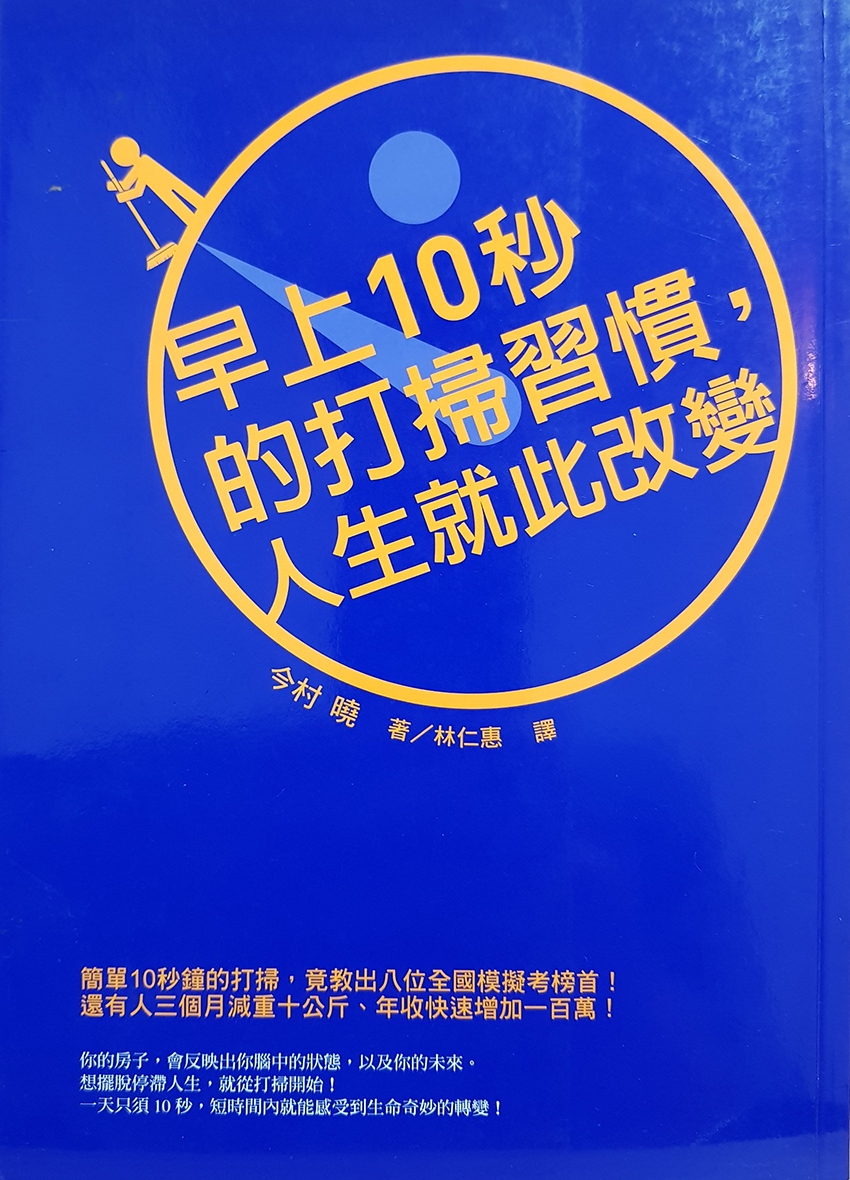 早上10秒
的打掃習慣，
人生就此改變
今村 曉 著／林仁惠 譯
簡單10秒鐘的打掃，竟教出八位全國模擬考榜首！
還有人三個月減重十公斤、年收快速增加一百萬！
你的房子，會反映出你腦中的狀態，以及你的未來。
想擺脫停滯人生，就從打掃開始！
一天只須 10 秒，短時間內就能感受到生命奇妙的轉變！